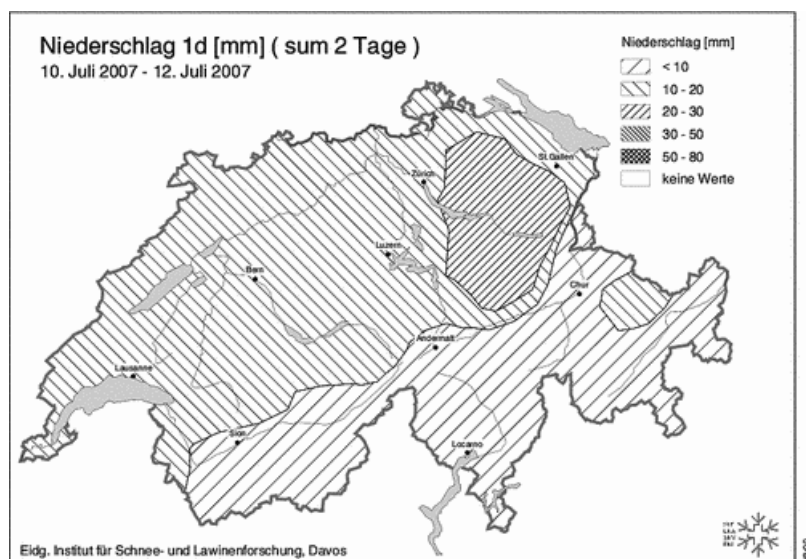 Niederschlag 1d [mm] ( sum 2 Tage )
10. Juli 2007 - 12. Juli 2007
Niederschlag [mm]
< 10
10 - 20
20 - 30
30 - 50
50 - 80
keine Werte
St.Gallen
Zürich
Luzern
Bern
Chur
Andermatt
Lausanne
Sion
Locarno
Eidg. Institut für Schnee- und Lawinenforschung, Davos